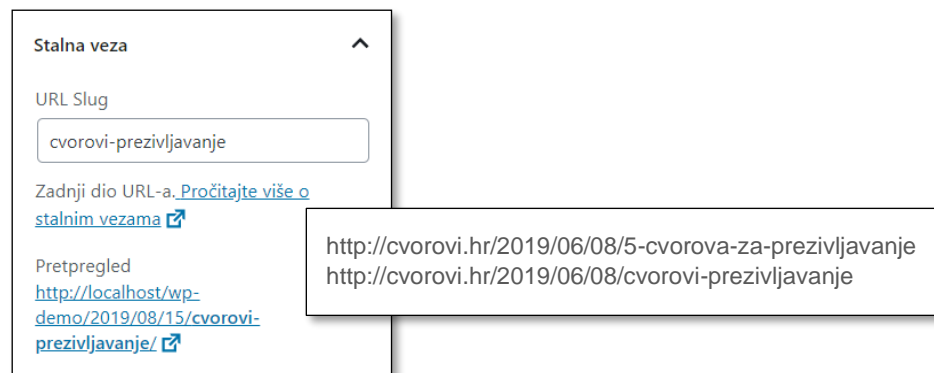 Stalna veza
URL Slug
cvorovi-prezivljavanje
Zadnji dio URL-a. Pročitajte više o
stalnim vezama
http://cvorovi.hr/2019/06/08/5-cvorova-za-prezivljavanje
http://cvorovi.hr/2019/06/08/cvorovi-prezivljavanje
Pretpregled
http://localhost/wp-
demo/2019/08/15/cvorovi-
prezivljavanje/